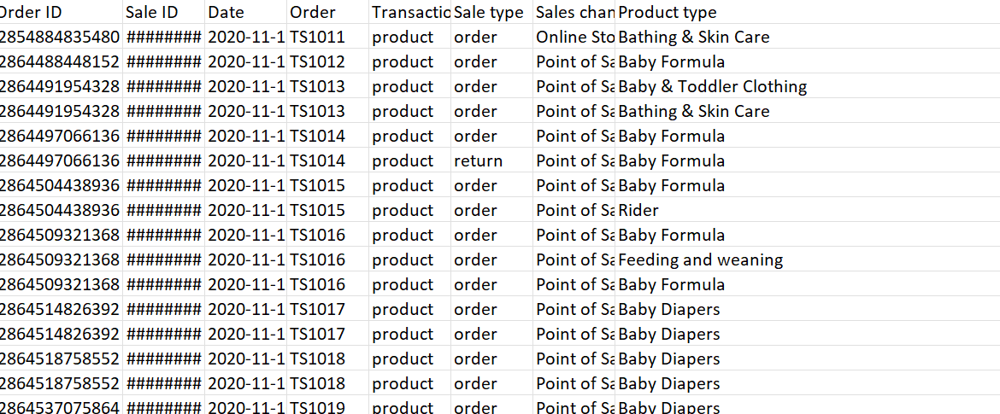 Order ID Sale ID Date Order Transactio Sale type Sales chan Product type
2854884835480 ######## 2020-11-1 TS1011 product order Online Sto Bathing & Skin Care
2864488448152 ######## 2020-11-1 TS1012 product order Point of Sa Baby Formula
2864491954328 ######## 2020-11-1 TS1013 product order Point of Sa Baby & Toddler Clothing
2864491954328 ######## 2020-11-1 TS1013 product order Point of Sa Bathing & Skin Care
2864497066136 ######## 2020-11-1 TS1014 product order Point of Sa Baby Formula
2864497066136 ######## 2020-11-1 TS1014 product return Point of Sa Baby Formula
2864504438936 ######## 2020-11-1 TS1015 product order Point of Sa Baby Formula
2864504438936 ######## 2020-11-1 TS1015 product order Point of Sa Rider
2864509321368 ######## 2020-11-1 TS1016 product order Point of Sa Baby Formula
2864509321368 ######## 2020-11-1 TS1016 product order Point of Sa Feeding and weaning
2864509321368 ######## 2020-11-1 TS1016 product order Point of Sa Baby Formula
2864514826392 ######## 2020-11-1 TS1017 product order Point of Sa Baby Diapers
2864514826392 ######## 2020-11-1 TS1017 product order Point of Sa Baby Diapers
2864518758552 ######## 2020-11-1 TS1018 product order Point of Sa Baby Diapers
2864518758552 ######## 2020-11-1 TS1018 product order Point of Sa Baby Diapers
2864537075864 ######## 2020-11-1 TS1019 product order Point of Sa Baby Diapers